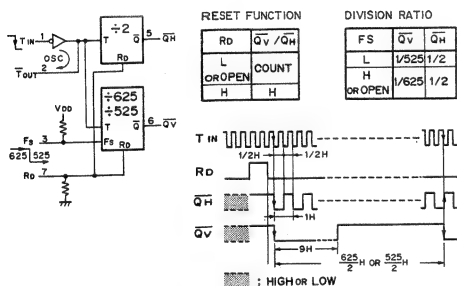 RESET FUNCTION
RD QV / QH
L OR OPEN COUNT
H H
DIVISION RATIO
FS QV QH
L 1/525 1/2
H OR OPEN 1/625 1/2
T IN 1
OSC
TOUT 2
÷2
T Q 5 QH
RD
VDD
÷625
÷525
T Q 6 QV
FS 3 FS
RD
625 525
RD 7
T IN
1/2H 1/2H
RD
QH
1H
QV
9H
625/2 H OR 525/2 H
: HIGH OR LOW